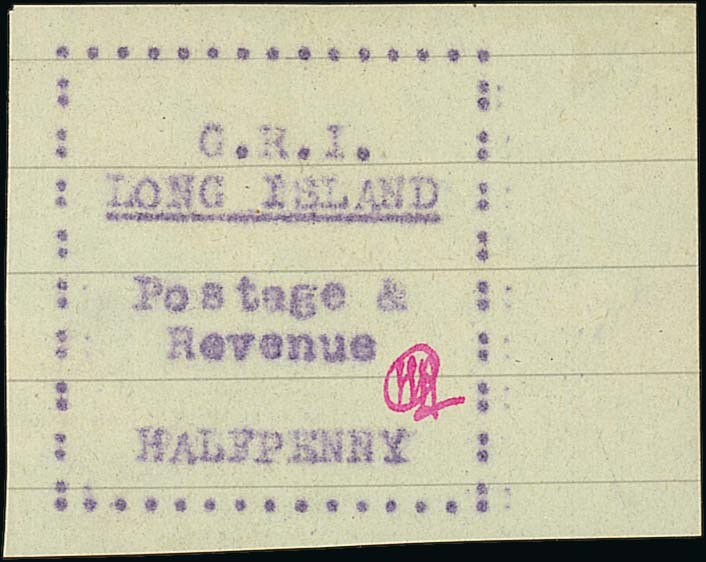 G.R.I.
LONG ISLAND
Postage &
Revenue
HALFPENNY